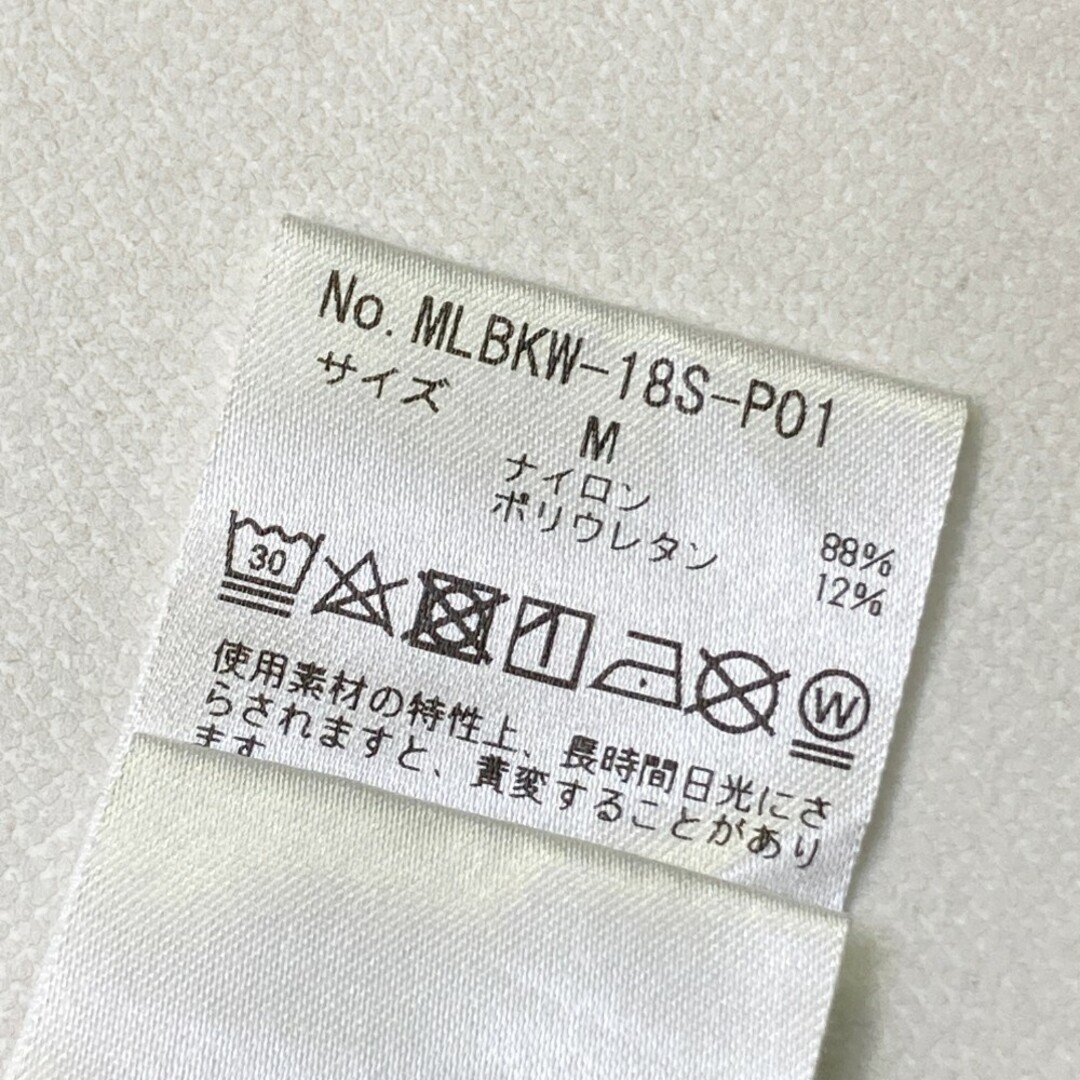 No. MLBKW-18S-P01
サイズ
M
ナイロン 88%
ポリウレタン 12%
30
W
使用素材の特性上、長時間日光にさ
らされますと、黄変することがあり
ます